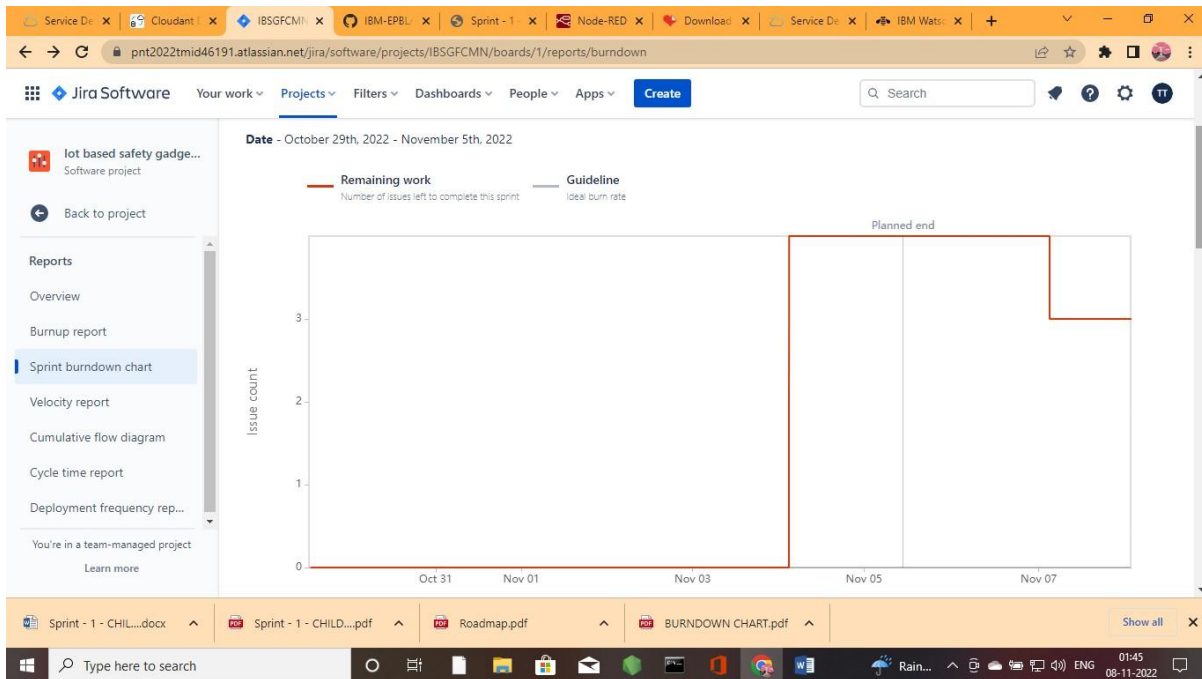 Service De
Cloudant D
IBSGFCMN
IBM-EPBL/
Sprint - 1 -
Node-RED
Download
Service De
IBM Wats
pnt2022tmid46191.atlassian.net/jira/software/projects/IBSGFCMN/boards/1/reports/burndown
Jira Software
Your work
Projects
Filters
Dashboards
People
Apps
Create
Search
TT
Iot based safety gadge...
Software project
Back to project
Reports
Overview
Burnup report
Sprint burndown chart
Velocity report
Cumulative flow diagram
Cycle time report
Deployment frequency rep...
You're in a team-managed project
Learn more
Date - October 29th, 2022 - November 5th, 2022
Remaining work
Number of issues left to complete this sprint
Guideline
Ideal burn rate
Planned end
Issue count
3
2
1
0
Oct 31
Nov 01
Nov 03
Nov 05
Nov 07
Sprint - 1 - CHIL....docx
Sprint - 1 - CHILD....pdf
Roadmap.pdf
BURNDOWN CHART.pdf
Show all
Type here to search
Rain...
ENG
01:45
08-11-2022